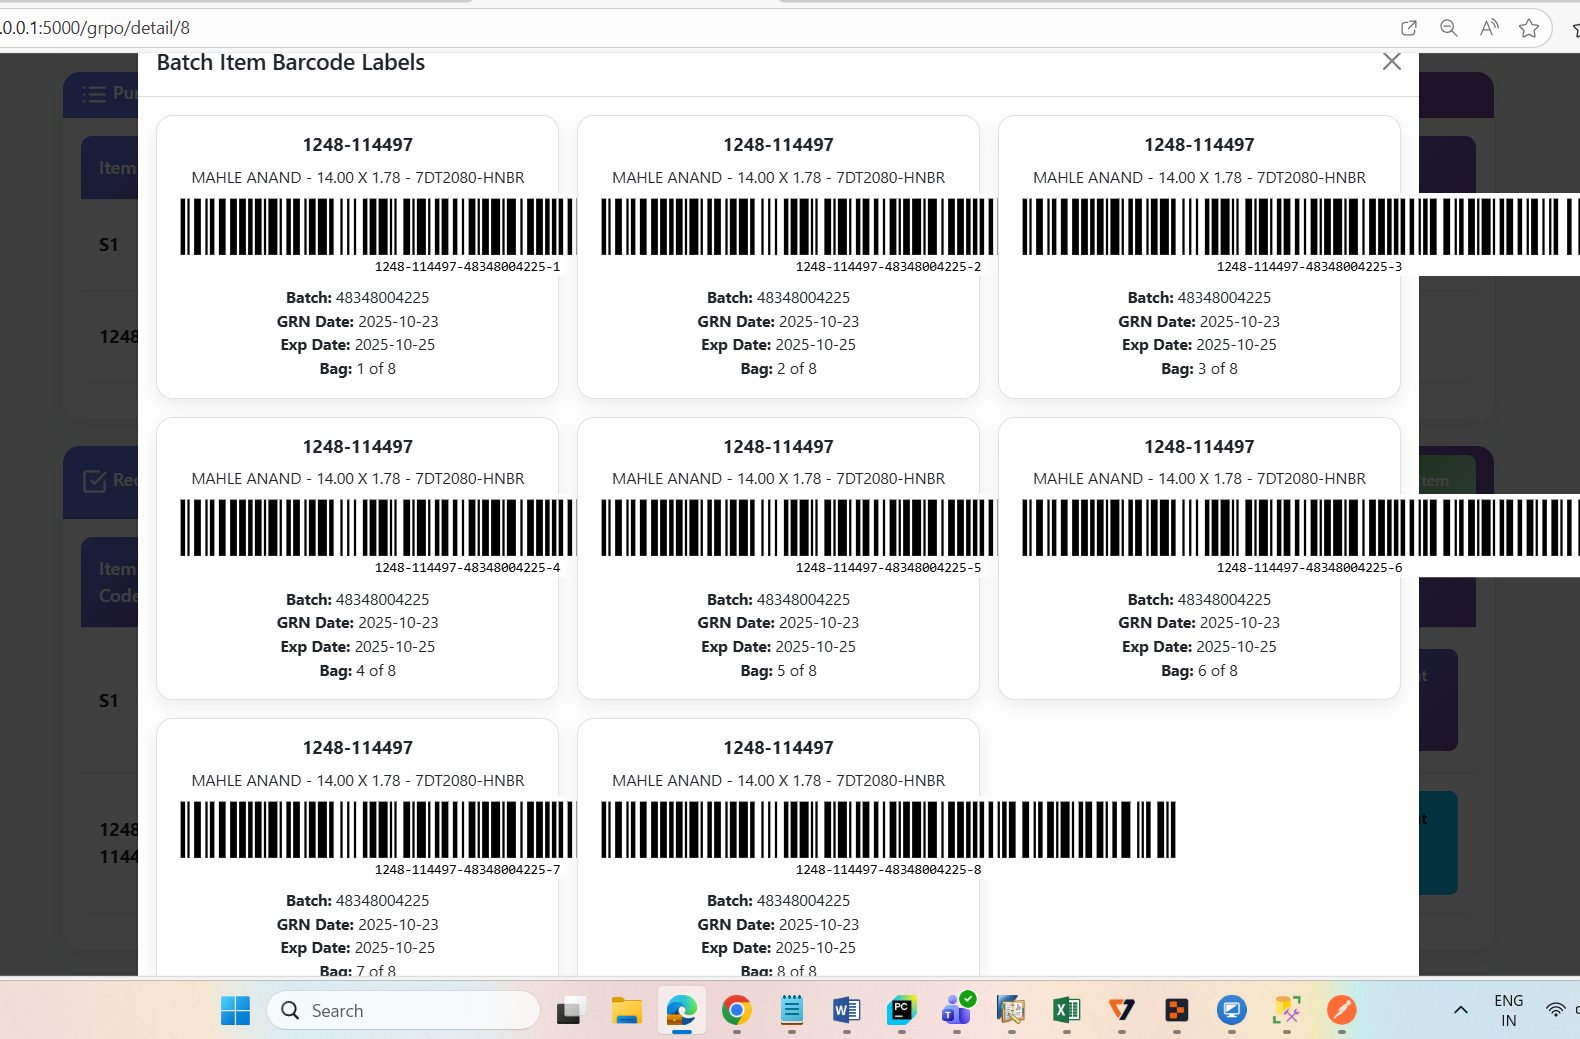 .0.0.1:5000/grpo/detail/8
Batch Item Barcode Labels
Pur
Item
S1
1248
Rec
Item
Code
S1
1248
1144
tem
t
t
1248-114497
MAHLE ANAND - 14.00 X 1.78 - 7DT2080-HNBR
1248-114497-48348004225-1
Batch: 48348004225
GRN Date: 2025-10-23
Exp Date: 2025-10-25
Bag: 1 of 8
1248-114497
MAHLE ANAND - 14.00 X 1.78 - 7DT2080-HNBR
1248-114497-48348004225-2
Batch: 48348004225
GRN Date: 2025-10-23
Exp Date: 2025-10-25
Bag: 2 of 8
1248-114497
MAHLE ANAND - 14.00 X 1.78 - 7DT2080-HNBR
1248-114497-48348004225-3
Batch: 48348004225
GRN Date: 2025-10-23
Exp Date: 2025-10-25
Bag: 3 of 8
1248-114497
MAHLE ANAND - 14.00 X 1.78 - 7DT2080-HNBR
1248-114497-48348004225-4
Batch: 48348004225
GRN Date: 2025-10-23
Exp Date: 2025-10-25
Bag: 4 of 8
1248-114497
MAHLE ANAND - 14.00 X 1.78 - 7DT2080-HNBR
1248-114497-48348004225-5
Batch: 48348004225
GRN Date: 2025-10-23
Exp Date: 2025-10-25
Bag: 5 of 8
1248-114497
MAHLE ANAND - 14.00 X 1.78 - 7DT2080-HNBR
1248-114497-48348004225-6
Batch: 48348004225
GRN Date: 2025-10-23
Exp Date: 2025-10-25
Bag: 6 of 8
1248-114497
MAHLE ANAND - 14.00 X 1.78 - 7DT2080-HNBR
1248-114497-48348004225-7
Batch: 48348004225
GRN Date: 2025-10-23
Exp Date: 2025-10-25
Bag: 7 of 8
1248-114497
MAHLE ANAND - 14.00 X 1.78 - 7DT2080-HNBR
1248-114497-48348004225-8
Batch: 48348004225
GRN Date: 2025-10-23
Exp Date: 2025-10-25
Bag: 8 of 8
Search
PC
ENG
IN